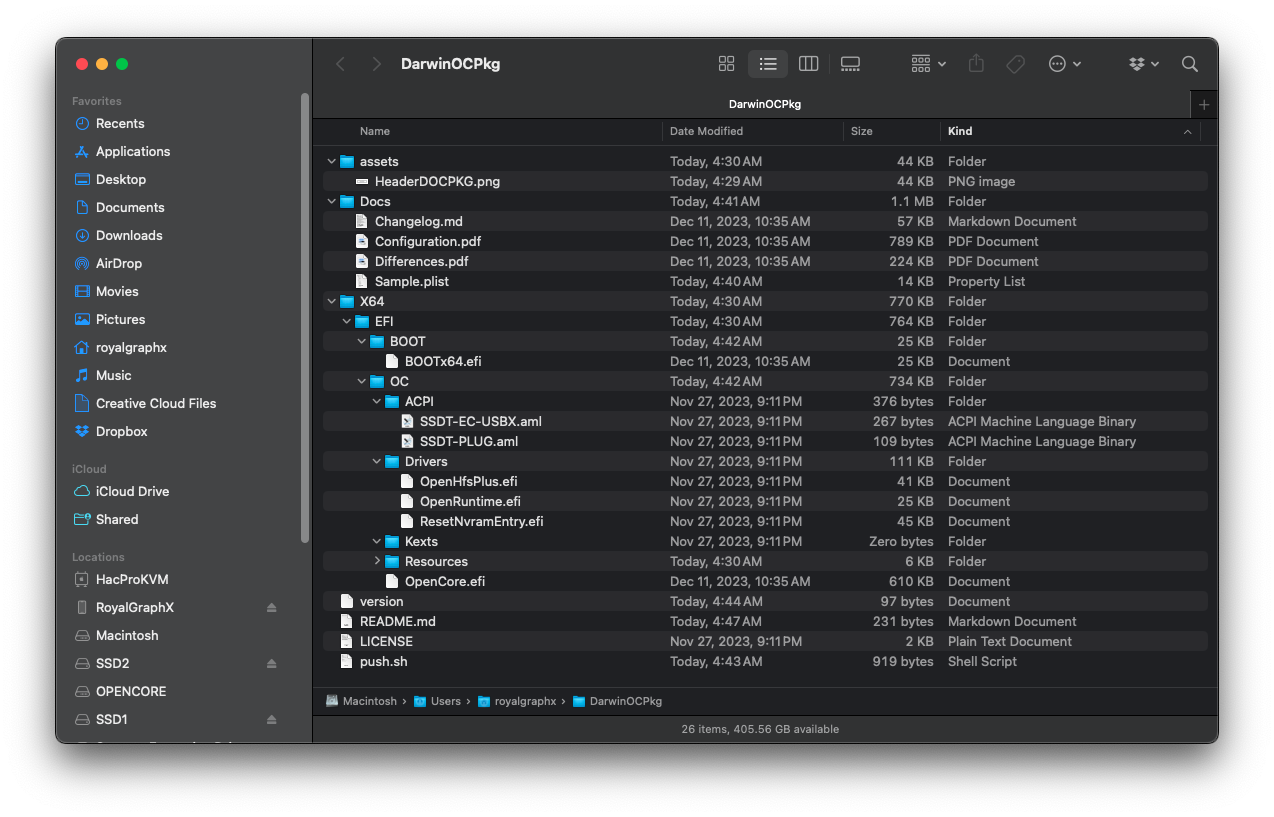 DarwinOCPkg
DarwinOCPkg
Favorites
Recents
Applications
Desktop
Documents
Downloads
AirDrop
Movies
Pictures
royalgraphx
Music
Creative Cloud Files
Dropbox
iCloud
iCloud Drive
Shared
Locations
HacProKVM
RoyalGraphX
Macintosh
SSD2
OPENCORE
SSD1
Name Date Modified Size Kind
assets Today, 4:30 AM 44 KB Folder
HeaderDOCPKG.png Today, 4:29 AM 44 KB PNG image
Docs Today, 4:41 AM 1.1 MB Folder
Changelog.md Dec 11, 2023, 10:35 AM 57 KB Markdown Document
Configuration.pdf Dec 11, 2023, 10:35 AM 789 KB PDF Document
Differences.pdf Dec 11, 2023, 10:35 AM 224 KB PDF Document
Sample.plist Today, 4:40 AM 14 KB Property List
X64 Today, 4:30 AM 770 KB Folder
EFI Today, 4:30 AM 764 KB Folder
BOOT Today, 4:42 AM 25 KB Folder
BOOTx64.efi Dec 11, 2023, 10:35 AM 25 KB Document
OC Today, 4:42 AM 734 KB Folder
ACPI Nov 27, 2023, 9:11 PM 376 bytes Folder
SSDT-EC-USBX.aml Nov 27, 2023, 9:11 PM 267 bytes ACPI Machine Language Binary
SSDT-PLUG.aml Nov 27, 2023, 9:11 PM 109 bytes ACPI Machine Language Binary
Drivers Nov 27, 2023, 9:11 PM 111 KB Folder
OpenHfsPlus.efi Nov 27, 2023, 9:11 PM 41 KB Document
OpenRuntime.efi Nov 27, 2023, 9:11 PM 25 KB Document
ResetNvramEntry.efi Nov 27, 2023, 9:11 PM 45 KB Document
Kexts Nov 27, 2023, 9:11 PM Zero bytes Folder
Resources Today, 4:30 AM 6 KB Folder
OpenCore.efi Dec 11, 2023, 10:35 AM 610 KB Document
version Today, 4:44 AM 97 bytes Document
README.md Today, 4:47 AM 231 bytes Markdown Document
LICENSE Nov 27, 2023, 9:11 PM 2 KB Plain Text Document
push.sh Today, 4:43 AM 919 bytes Shell Script
Macintosh › Users › royalgraphx › DarwinOCPkg
26 items, 405.56 GB available